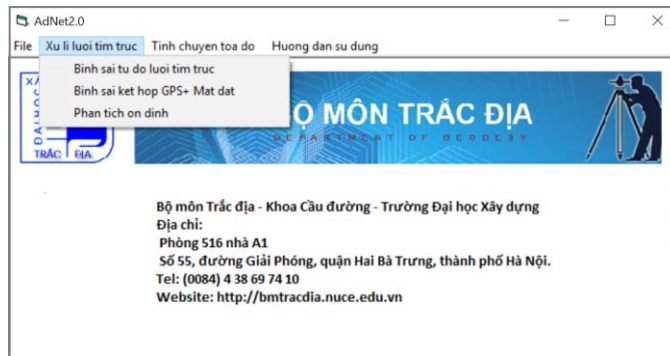 AdNet2.0
File Xu li luoi tim truc Tinh chuyen toa do Huong dan su dung
Binh sai tu do luoi tim truc
Binh sai ket hop GPS+ Mat dat
Phan tich on dinh
BỘ MÔN TRẮC ĐỊA
DEPARTMENT OF GEODESY
TRẮC ĐỊA
Bộ môn Trắc địa - Khoa Cầu đường - Trường Đại học Xây dựng
Địa chỉ:
Phòng 516 nhà A1
Số 55, đường Giải Phóng, quận Hai Bà Trưng, thành phố Hà Nội.
Tel: (0084) 4 38 69 74 10
Website: http://bmtracdia.nuce.edu.vn